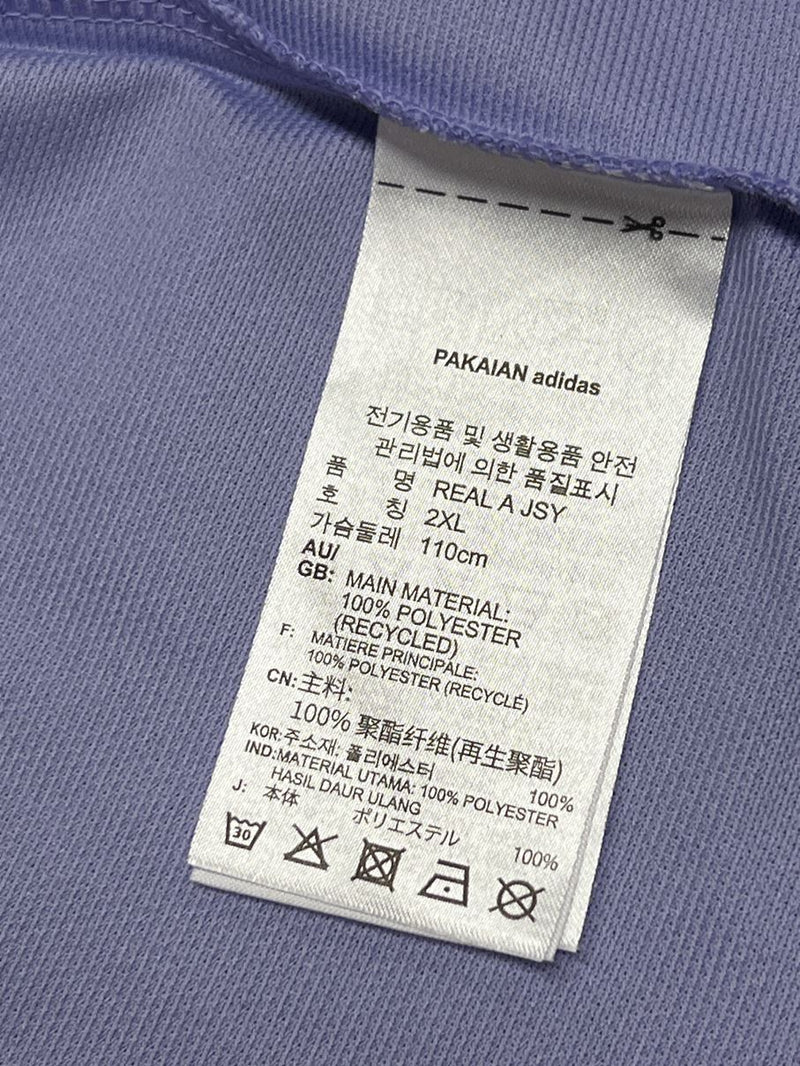 PAKAIAN adidas
전기용품 및 생활용품 안전
관리법에 의한 품질표시
품 명 REAL A JSY
호 칭 2XL
가슴둘레 110cm
AU/
GB: MAIN MATERIAL:
100% POLYESTER
(RECYCLED)
F: MATIERE PRINCIPALE:
100% POLYESTER (RECYCLÉ)
CN: 主料:
100% 聚酯纤维(再生聚酯)
KOR: 주소재: 폴리에스터 100%
IND: MATERIAL UTAMA: 100% POLYESTER
HASIL DAUR ULANG
J: 本体 ポリエステル 100%
30